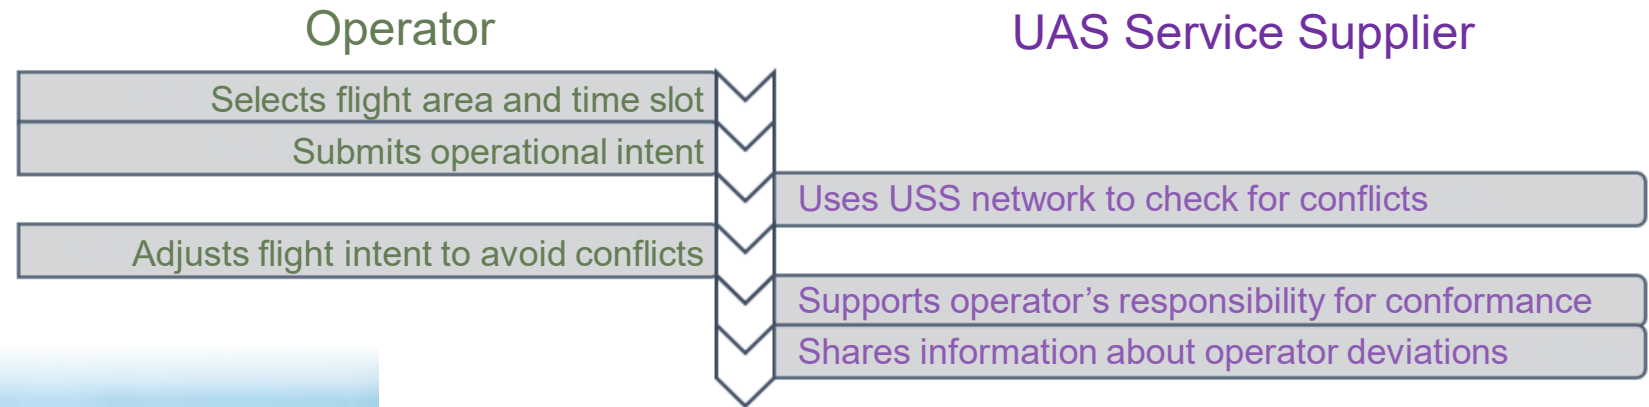 Operator
UAS Service Supplier
Selects flight area and time slot
Submits operational intent
Uses USS network to check for conflicts
Adjusts flight intent to avoid conflicts
Supports operator’s responsibility for conformance
Shares information about operator deviations